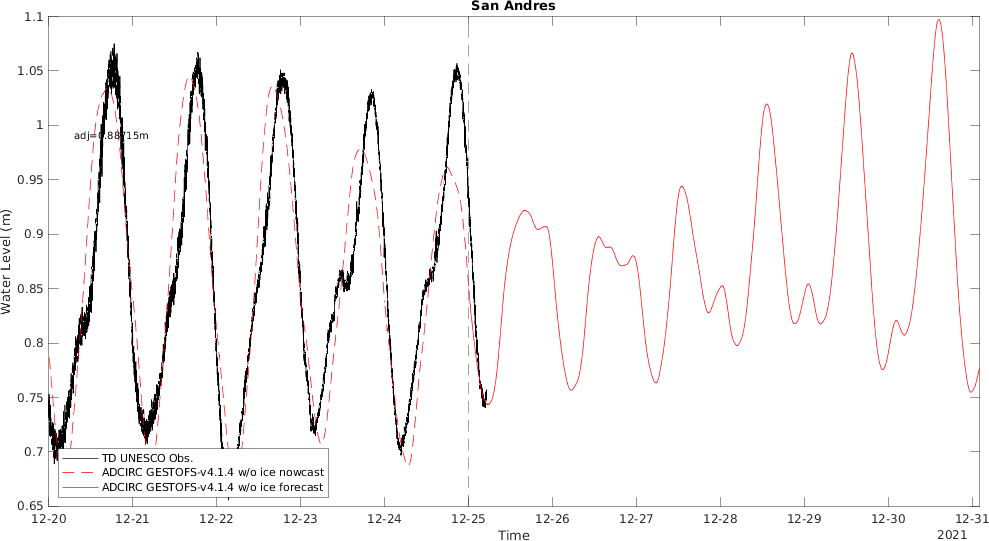 San Andres
1.1
1.05
1
0.95
0.9
0.85
0.8
0.75
0.7
0.65
Water Level (m)
adj=0.88715m
TD UNESCO Obs.
ADCIRC GESTOFS-v4.1.4 w/o ice nowcast
ADCIRC GESTOFS-v4.1.4 w/o ice forecast
12-20 12-21 12-22 12-23 12-24 12-25 12-26 12-27 12-28 12-29 12-30 12-31
Time
2021